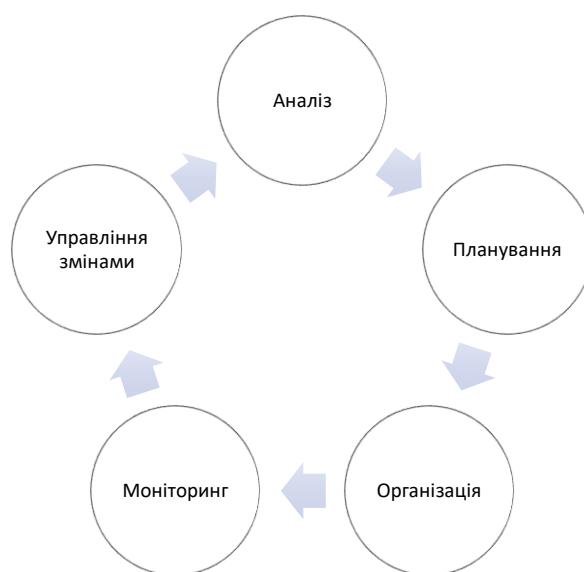 Аналіз
Планування
Організація
Моніторинг
Управління
змінами